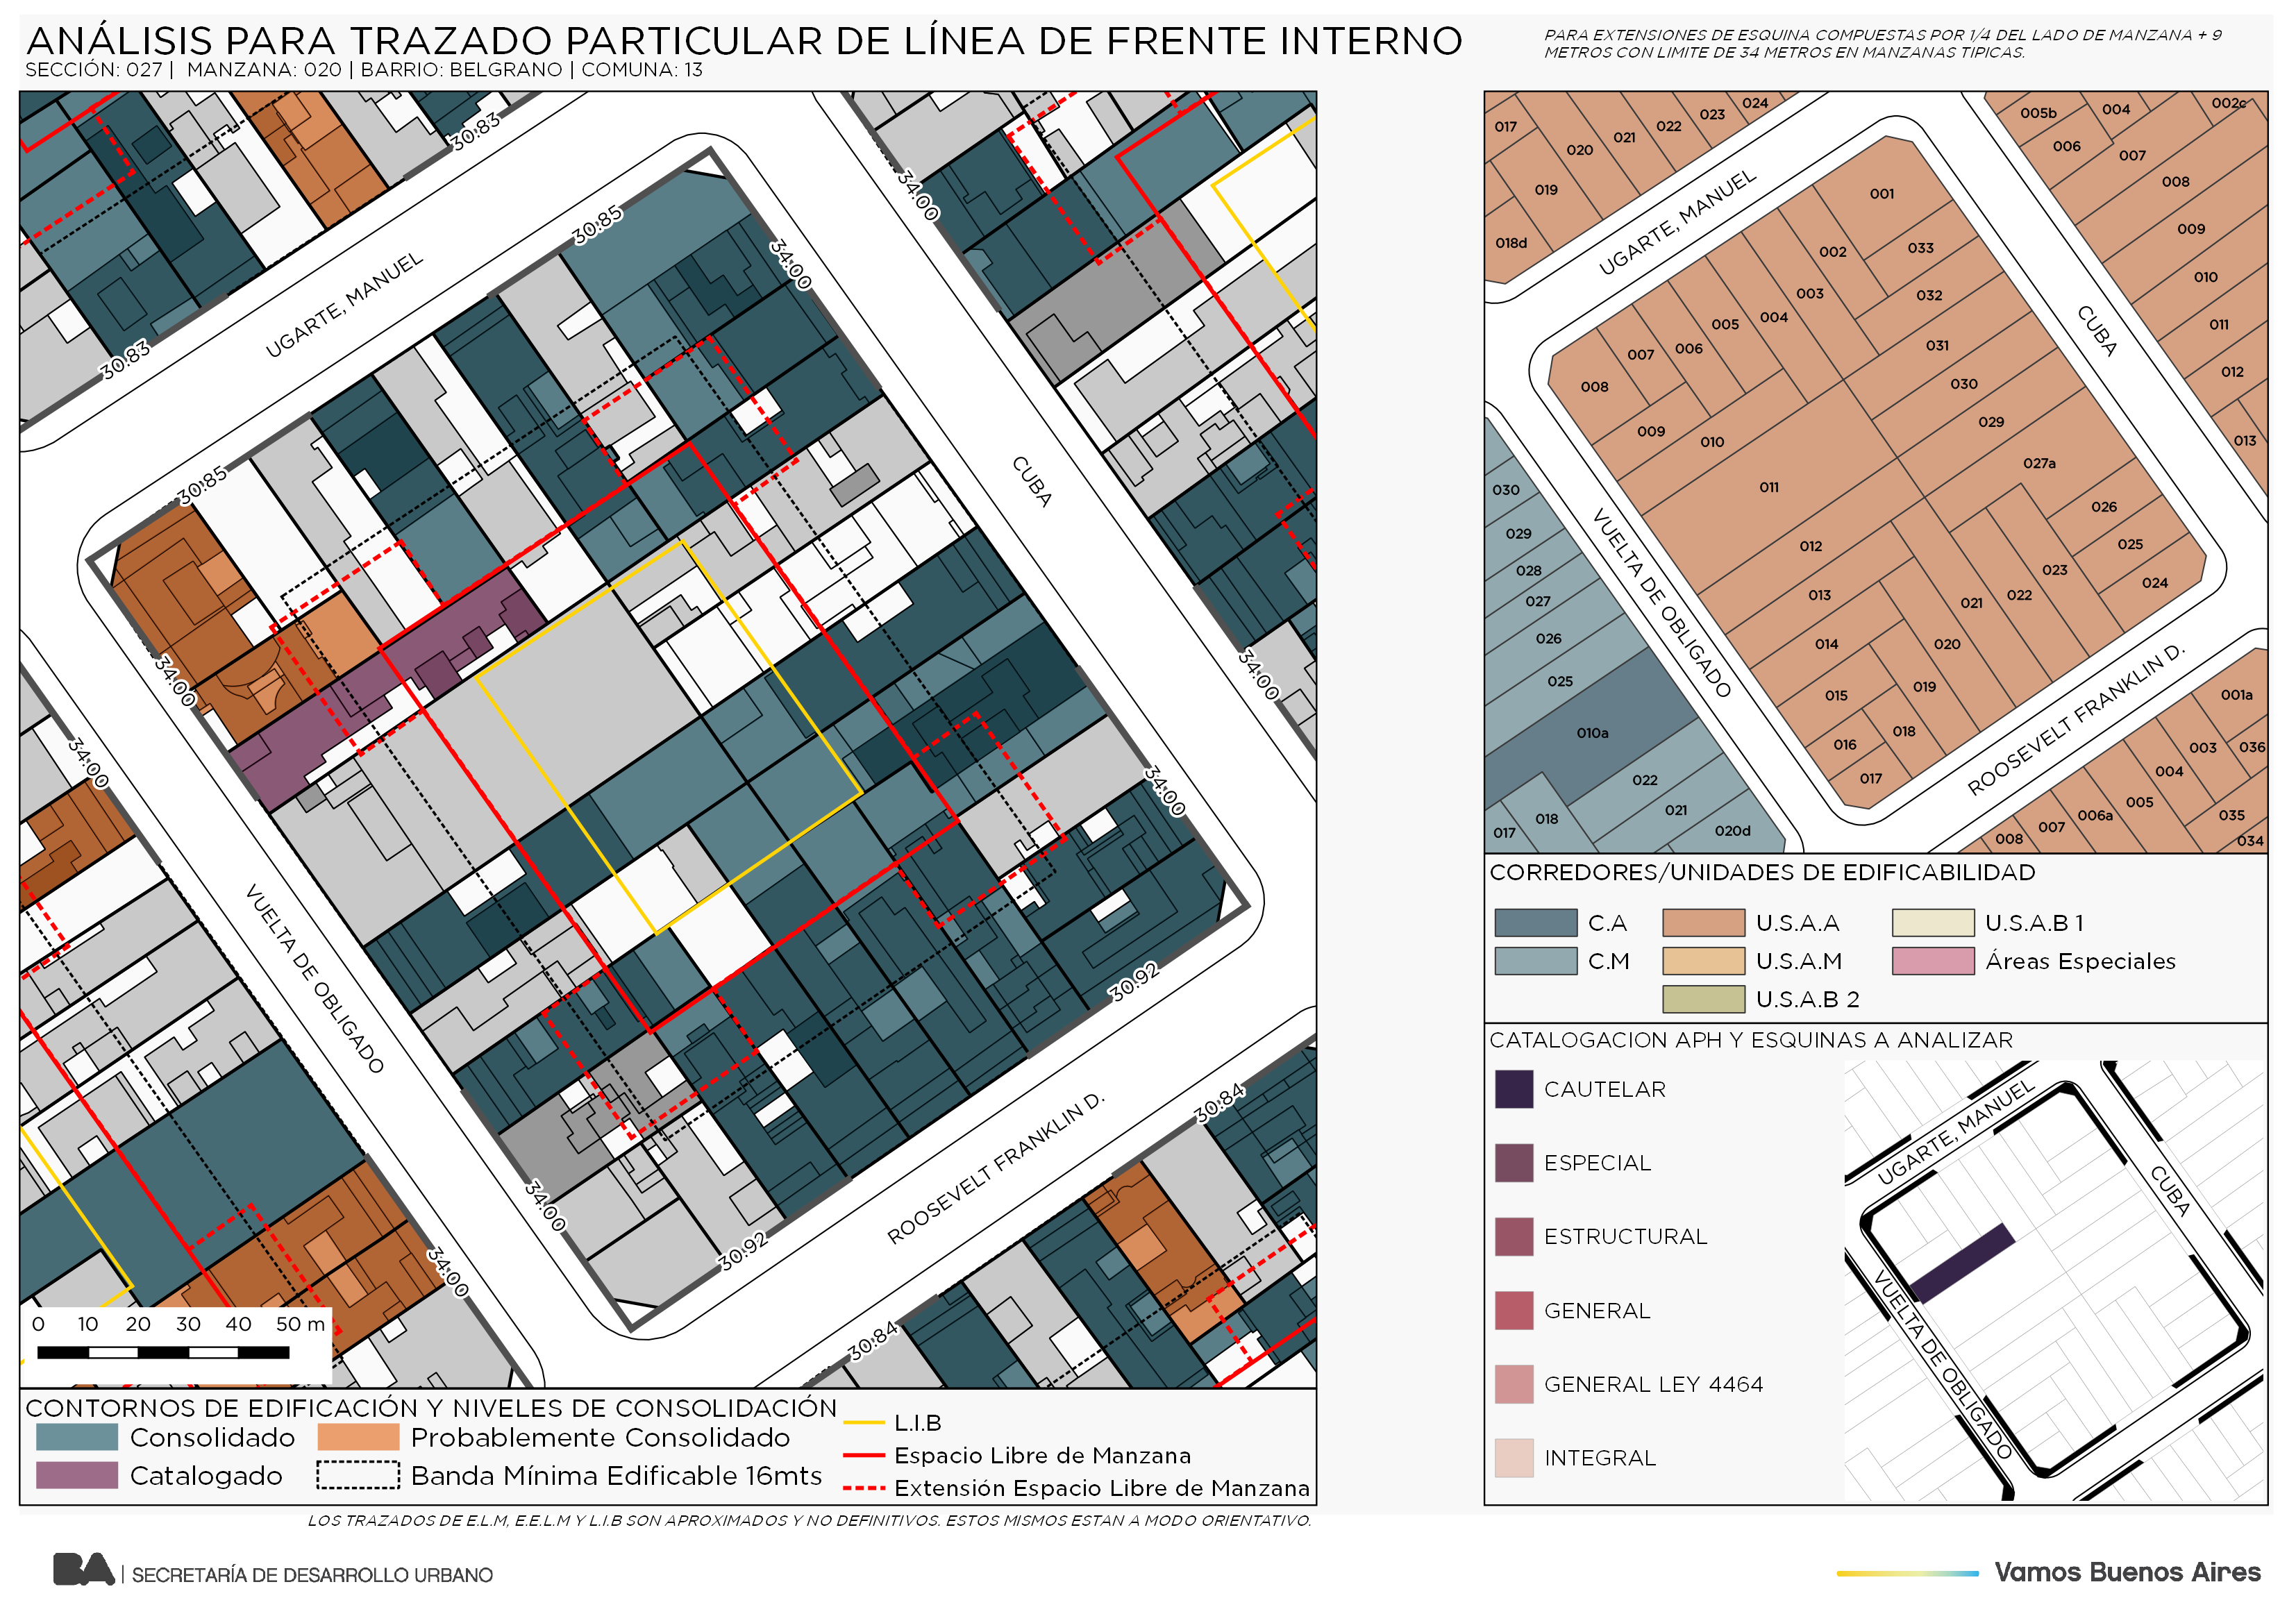 ANÁLISIS PARA TRAZADO PARTICULAR DE LÍNEA DE FRENTE INTERNO
SECCIÓN: 027 | MANZANA: 020 | BARRIO: BELGRANO | COMUNA: 13
PARA EXTENSIONES DE ESQUINA COMPUESTAS POR 1/4 DEL LADO DE MANZANA + 9
METROS CON LIMITE DE 34 METROS EN MANZANAS TIPICAS.
30.83
30.83
34.00
30.85
34.00
UGARTE, MANUEL
30.85
CUBA
34.00
34.00
34.00
34.00
VUELTA DE OBLIGADO
30.92
34.00
30.92
ROOSEVELT FRANKLIN D.
30.84
34.00
30.84
0 10 20 30 40 50 m
CONTORNOS DE EDIFICACIÓN Y NIVELES DE CONSOLIDACIÓN
Consolidado
Probablemente Consolidado
Catalogado
Banda Mínima Edificable 16mts
L.I.B
Espacio Libre de Manzana
Extensión Espacio Libre de Manzana
LOS TRAZADOS DE E.L.M, E.E.L.M Y L.I.B SON APROXIMADOS Y NO DEFINITIVOS. ESTOS MISMOS ESTAN A MODO ORIENTATIVO.
017
020
021
022
023
024
019
018d
005b
004
002c
006
007
008
009
010
011
012
013
UGARTE, MANUEL
CUBA
001
033
002
032
003
004
005
031
006
007
008
030
009
010
029
011
027a
026
012
025
013
024
023
022
021
014
020
015
019
016
018
017
VUELTA DE OBLIGADO
ROOSEVELT FRANKLIN D.
030
029
028
027
026
025
010a
022
021
020d
018
017
001a
036
003
004
005
006a
007
008
035
034
CORREDORES/UNIDADES DE EDIFICABILIDAD
C.A
U.S.A.A
U.S.A.B 1
C.M
U.S.A.M
Áreas Especiales
U.S.A.B 2
CATALOGACION APH Y ESQUINAS A ANALIZAR
CAUTELAR
ESPECIAL
ESTRUCTURAL
GENERAL
GENERAL LEY 4464
INTEGRAL
UGARTE, MANUEL
CUBA
VUELTA DE OBLIGADO
BA | SECRETARÍA DE DESARROLLO URBANO
Vamos Buenos Aires